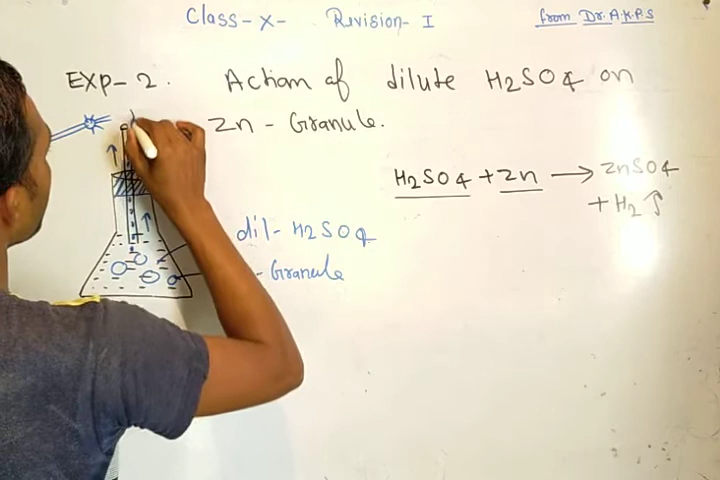 Class-X- Revision-I from Dr.A.K.P.S
EXP-2. Action of dilute H2SO4 on
Zn-Granule.
H2SO4 + Zn → ZnSO4
+ H2↑
dil-H2SO4
-Granule